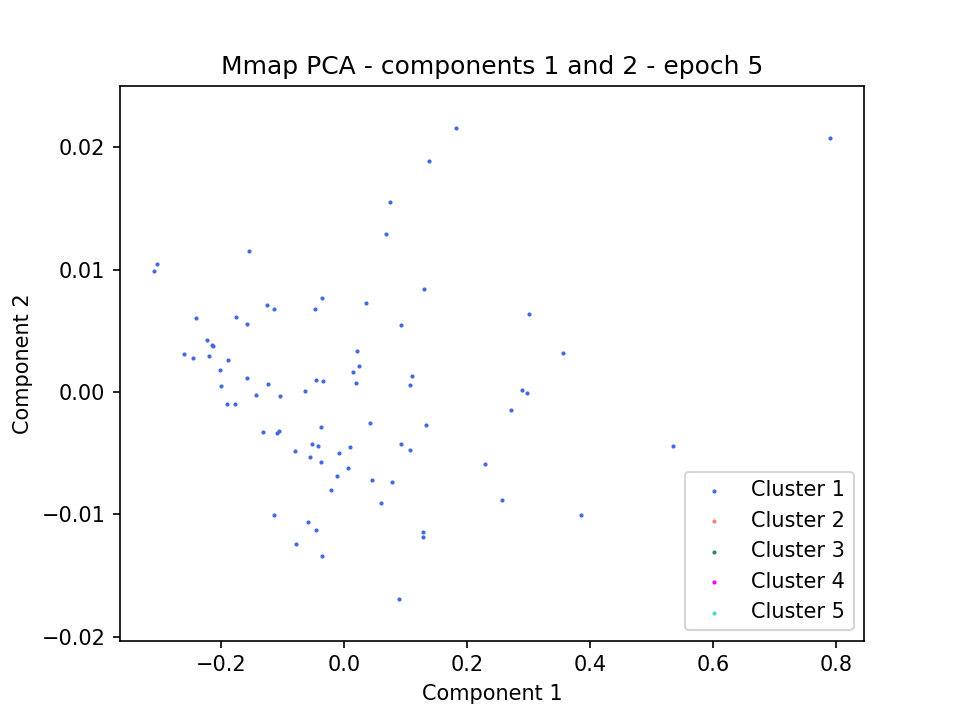 Mmap PCA - components 1 and 2 - epoch 5
0.02
0.01
0.00
−0.01
−0.02
Component 2
−0.2
0.0
0.2
0.4
0.6
0.8
Component 1
Cluster 1
Cluster 2
Cluster 3
Cluster 4
Cluster 5